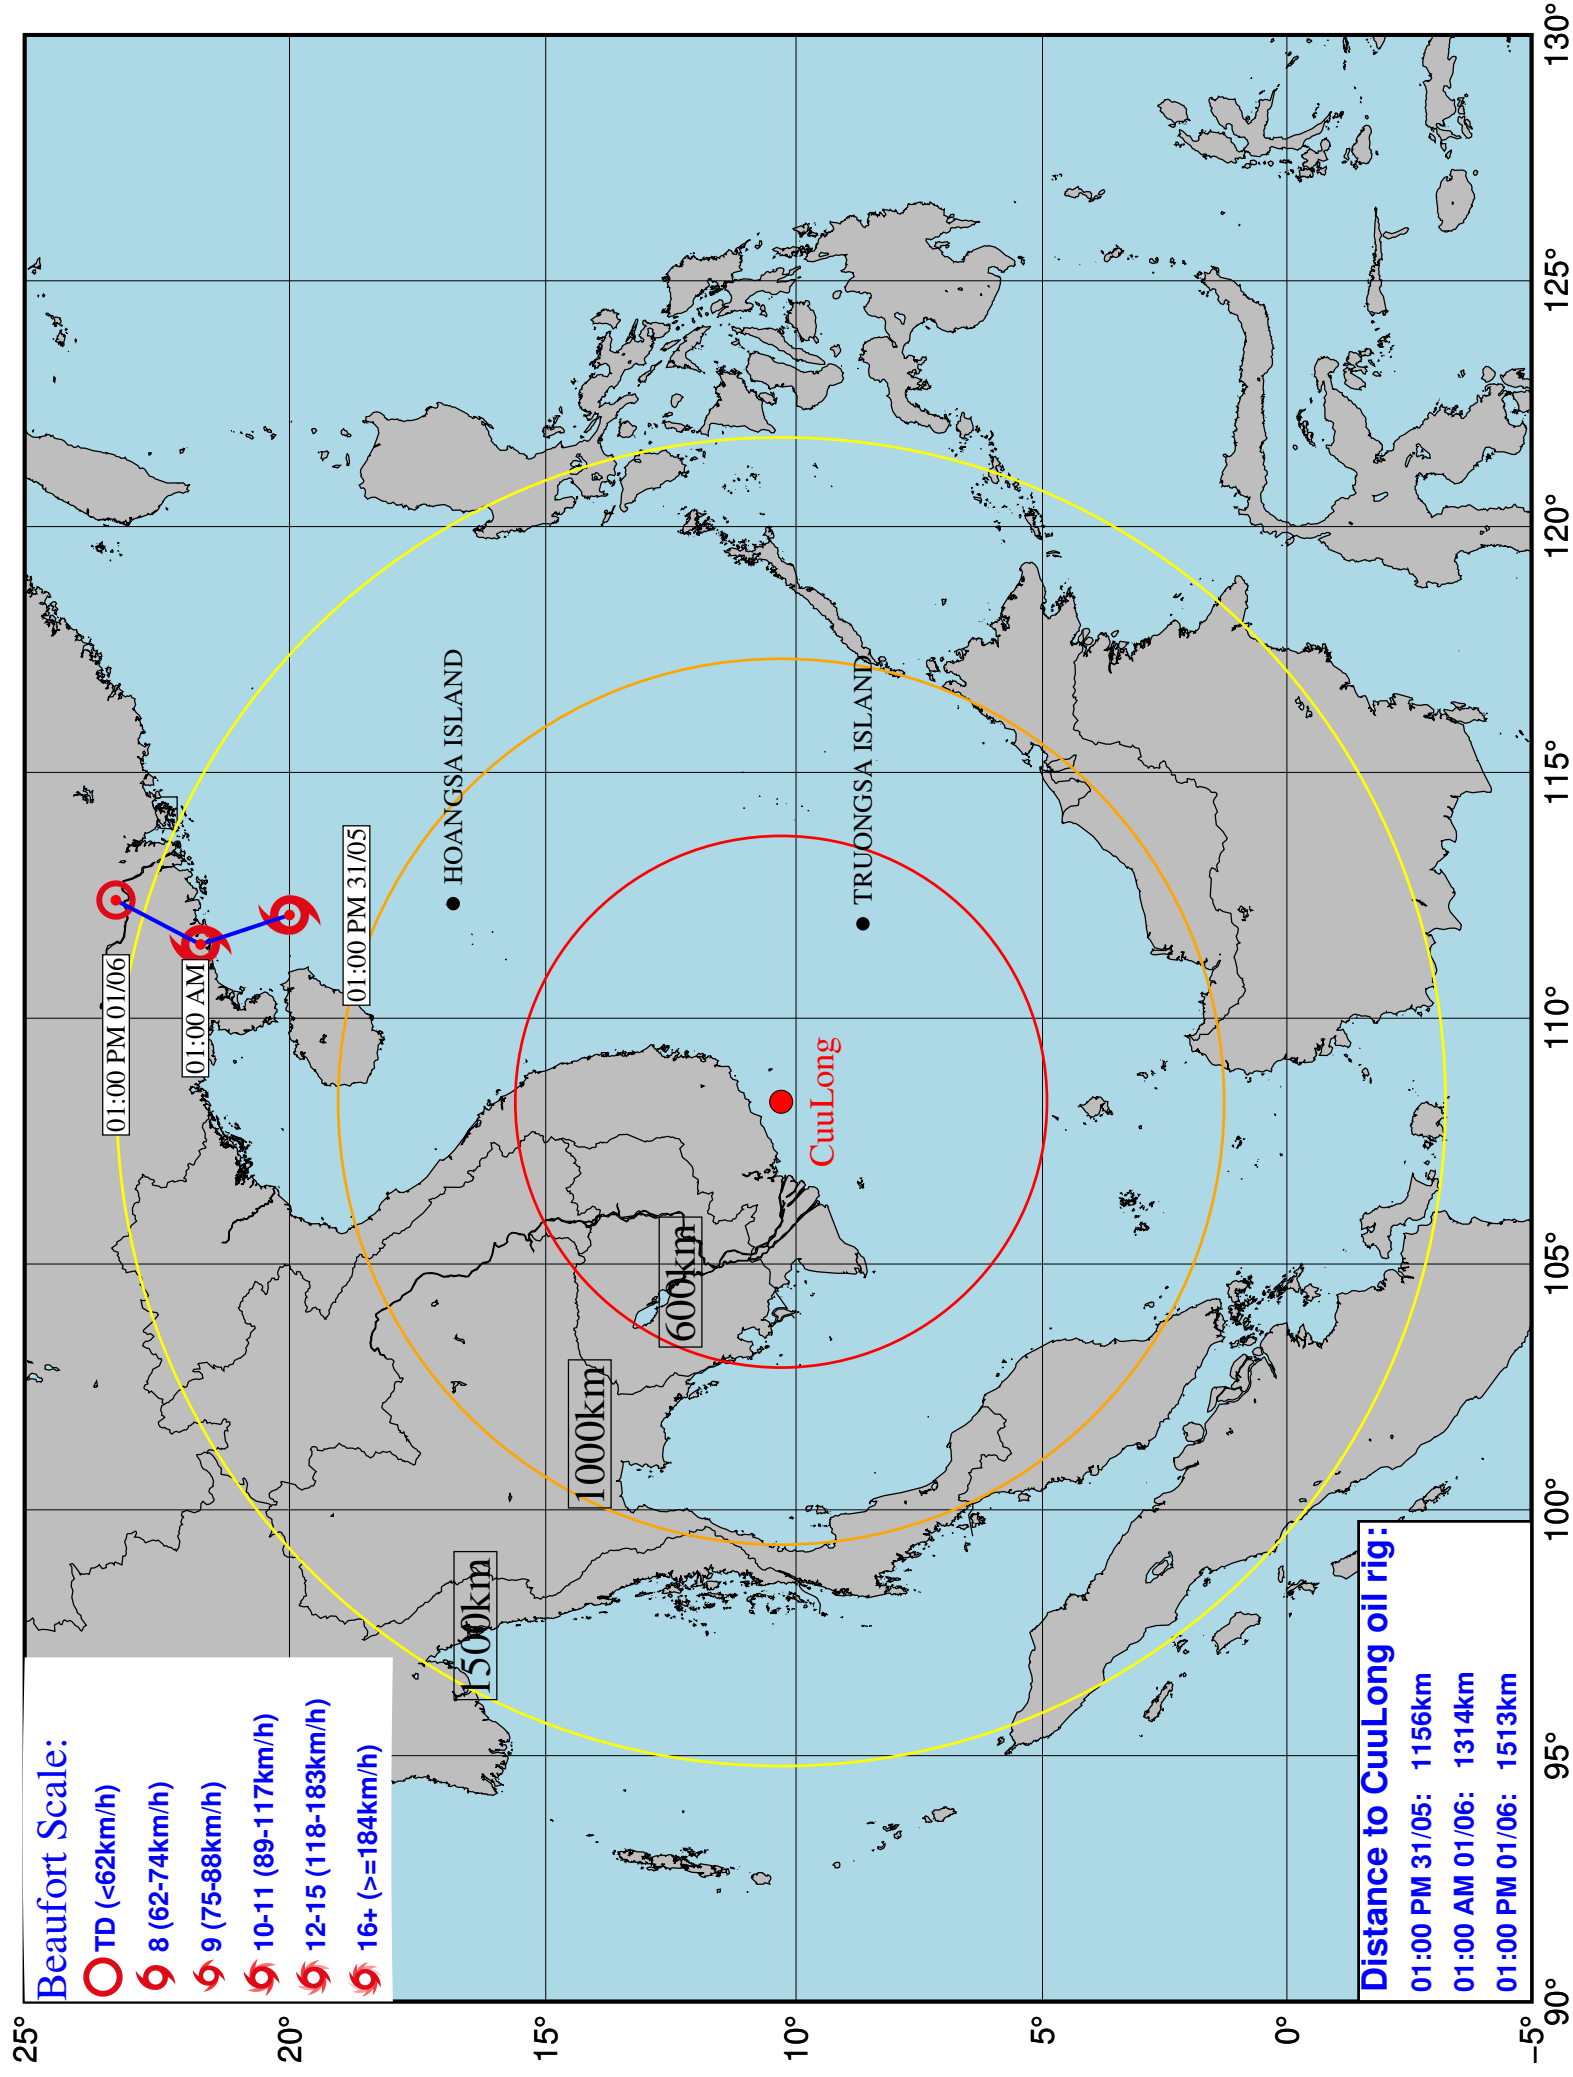 Beaufort Scale:
TD (<62km/h)
8 (62-74km/h)
9 (75-88km/h)
10-11 (89-117km/h)
12-15 (118-183km/h)
16+ (>=184km/h)
01:00 PM 01/06
01:00 AM
01:00 PM 31/05
HOANGSA ISLAND
TRUONGSA ISLAND
CuuLong
600km
1000km
1500km
Distance to CuuLong oil rig:
01:00 PM 31/05: 1156km
01:00 AM 01/06: 1314km
01:00 PM 01/06: 1513km
25°
20°
15°
10°
5°
0°
−5°
90°
95°
100°
105°
110°
115°
120°
125°
130°